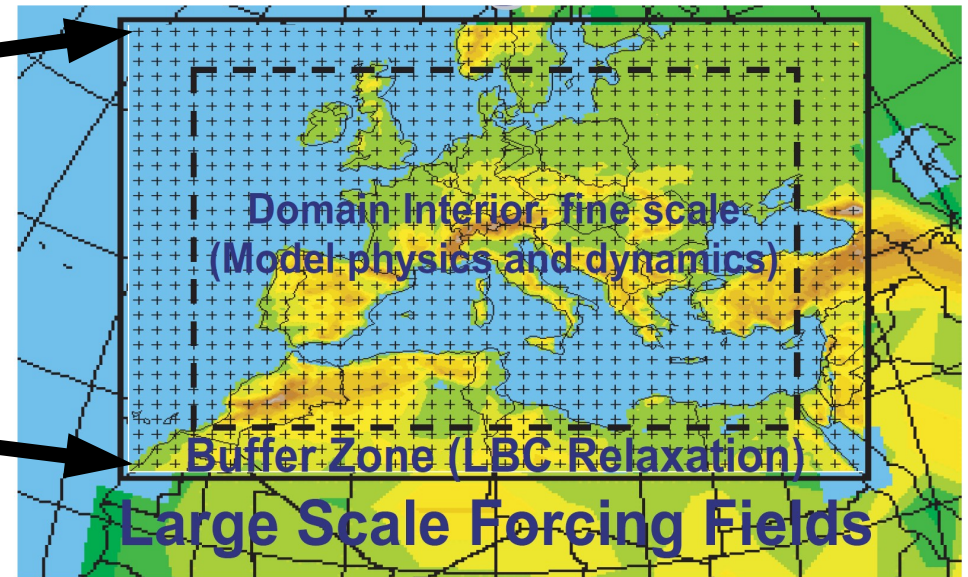 Domain Interior, fine scale
(Model physics and dynamics)
Buffer Zone (LBC Relaxation)
Large Scale Forcing Fields